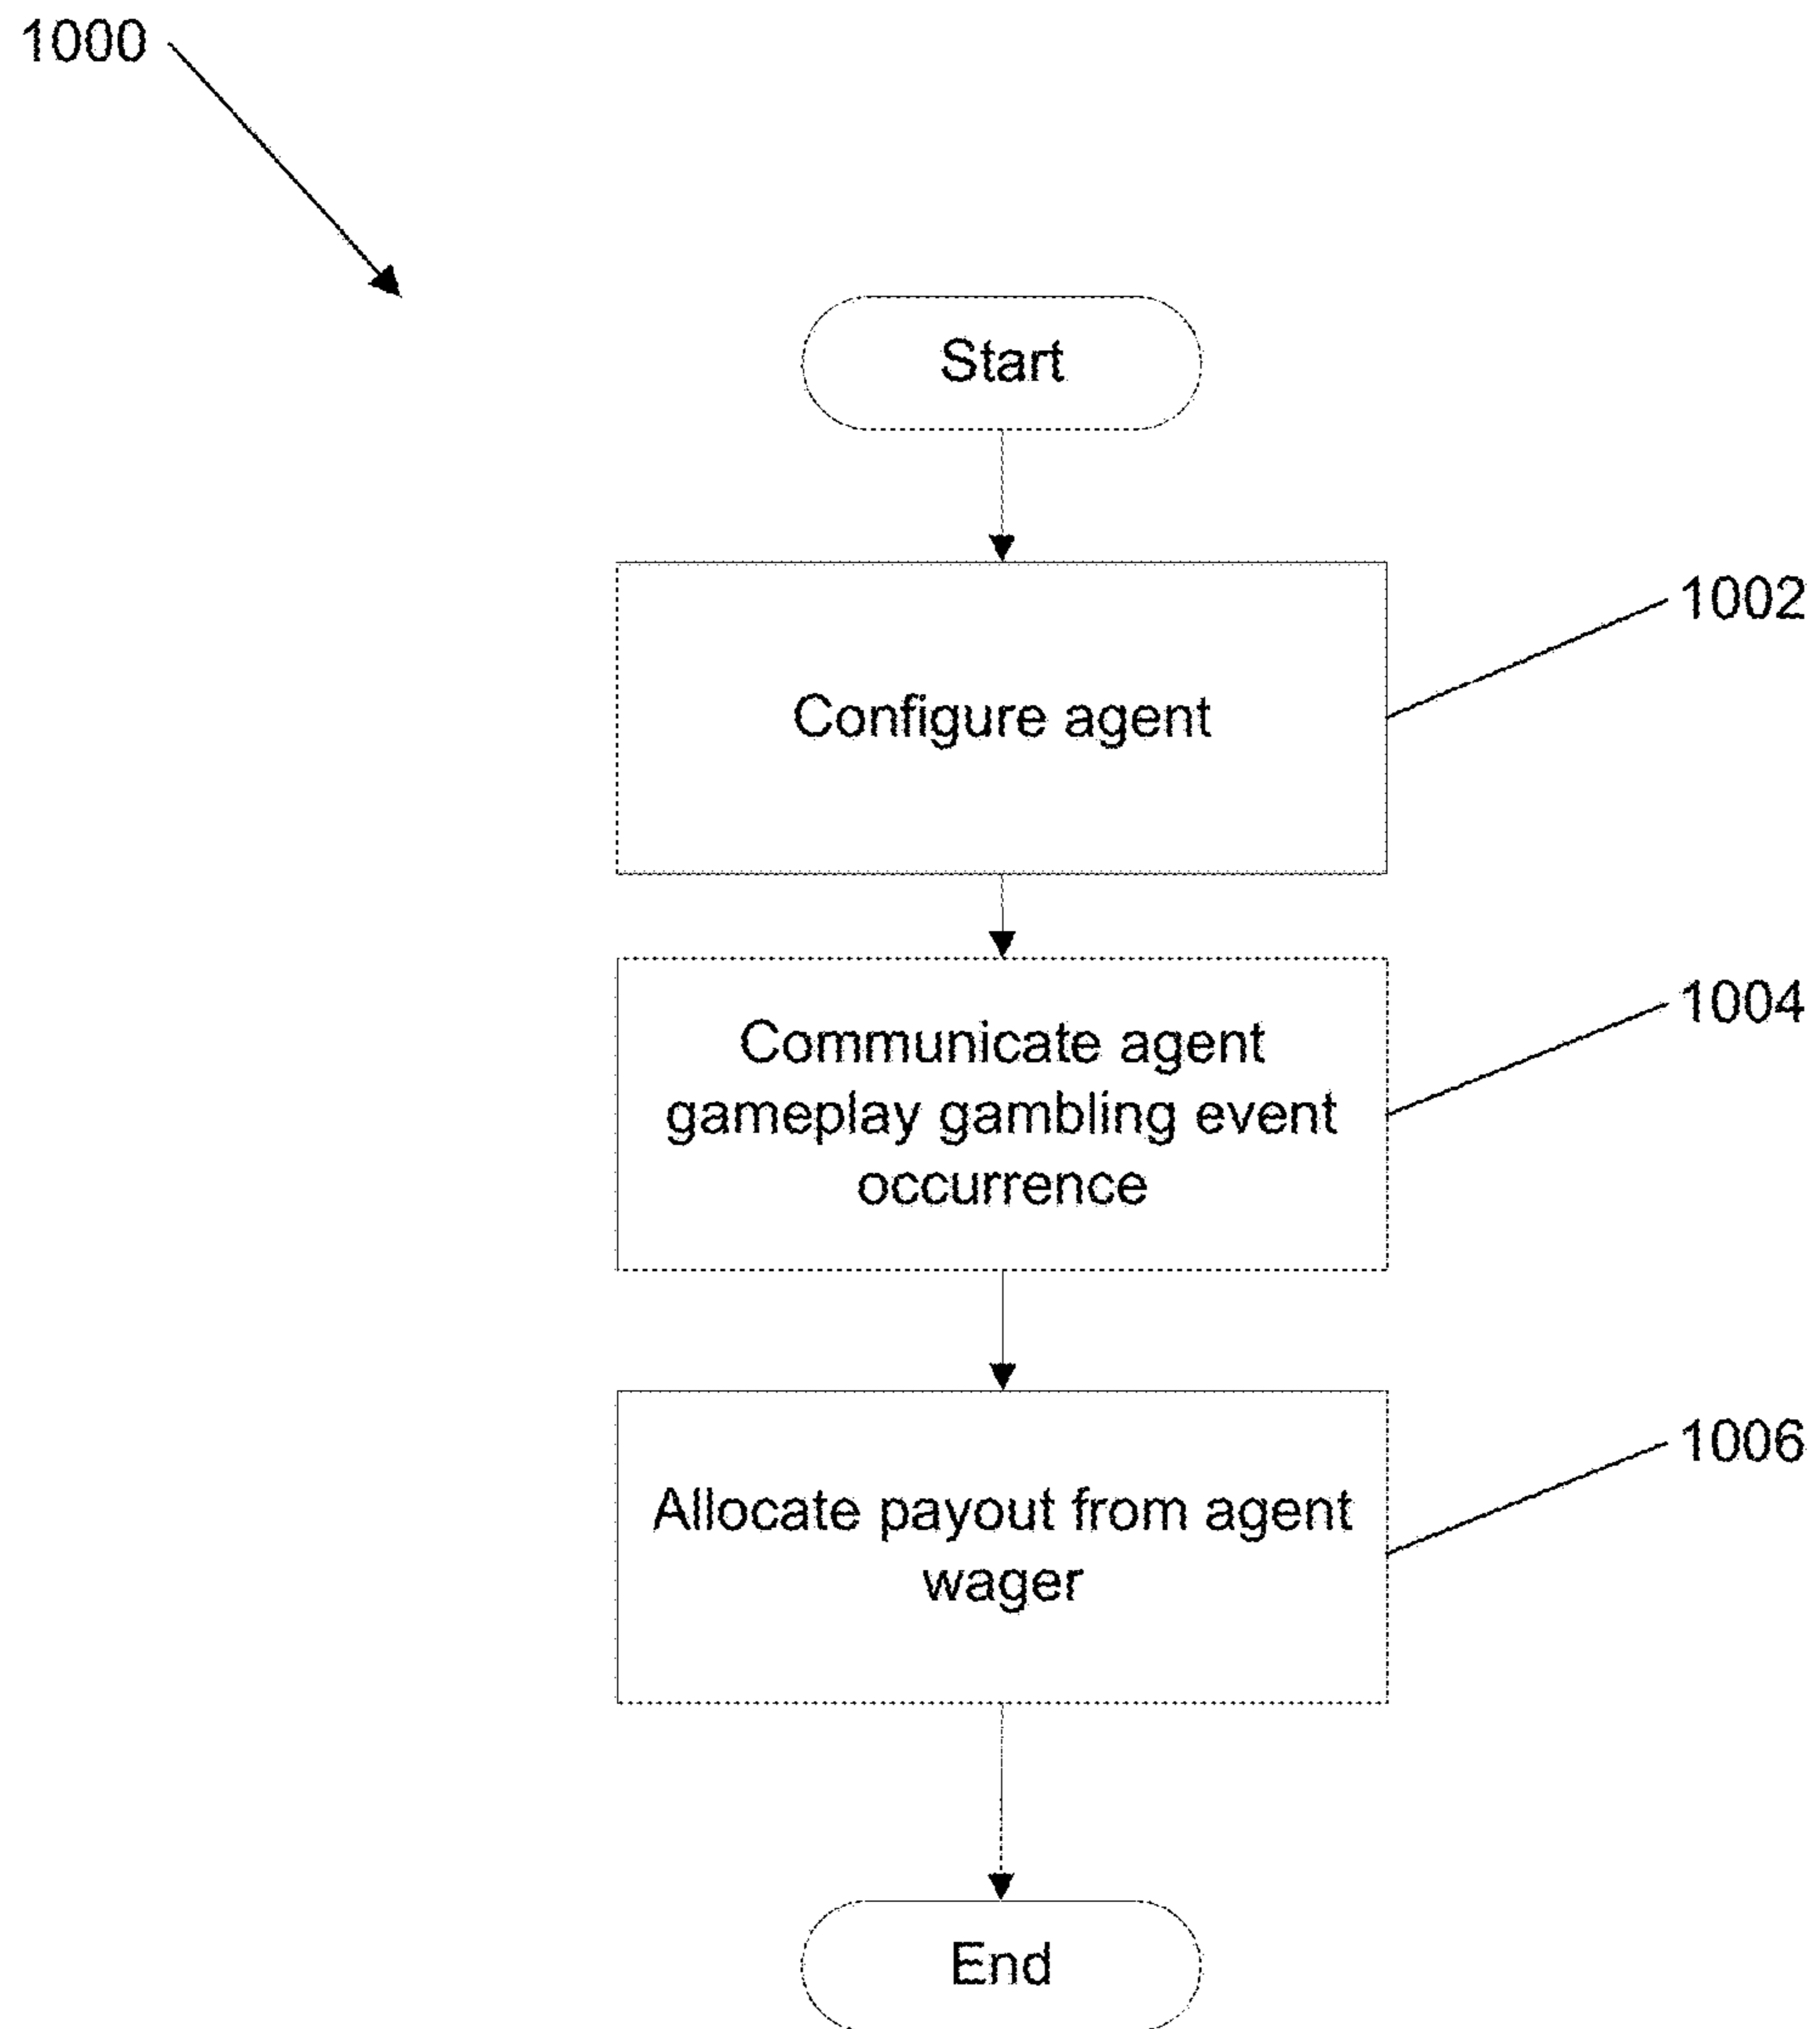 1000
Start
1002
Configure agent
1004
Communicate agent
gameplay gambling event
occurrence
1006
Allocate payout from agent
wager
End